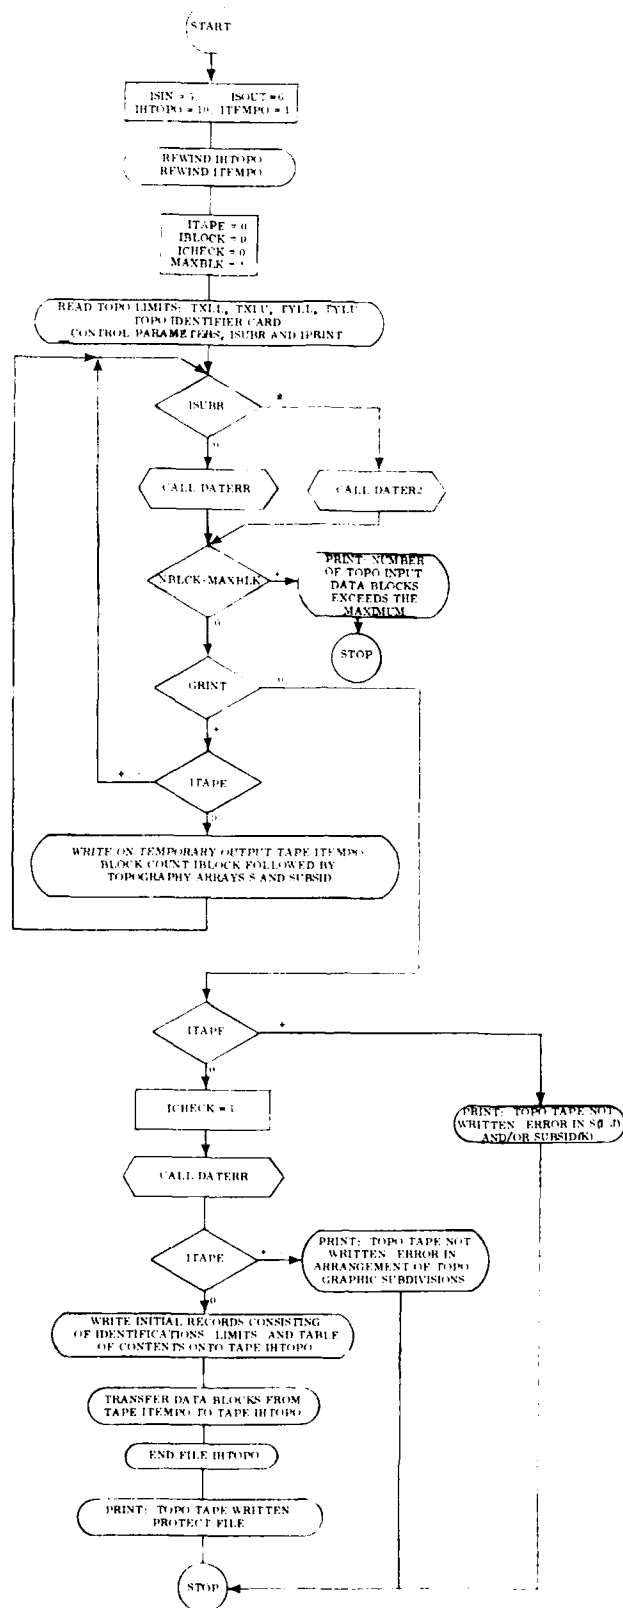 START
ISIN = 5, ISOUT = 6
IHTOPO = 10, ITEMPO = 1
REWIND IHTOPO
REWIND ITEMPO
ITAPE = 0
IBLOCK = 0
ICHECK = 0
MAXBLK =
READ TOPO LIMITS: TXLL, TXLU, TYLL, TYLU
TOPO IDENTIFIER CARD
CONTROL PARAMETERS, ISUBR AND IPRINT
ISUBR
0
CALL DATERR
CALL DATER2
NBLCK-MAXBLK
+
0
PRINT: NUMBER
OF TOPO INPUT
DATA BLOCKS
EXCEEDS THE
MAXIMUM
STOP
GRINT
0
+
ITAPE
+
0
WRITE ON TEMPORARY OUTPUT TAPE ITEMPO
BLOCK COUNT IBLOCK FOLLOWED BY
TOPOGRAPHY ARRAYS S AND SUBSID
ITAPE
+
0
ICHECK = 1
PRINT: TOPO TAPE NOT
WRITTEN ERROR IN S(I,J)
AND/OR SUBSID(K)
CALL DATERR
ITAPE
+
0
PRINT: TOPO TAPE NOT
WRITTEN ERROR IN
ARRANGEMENT OF TOPO
GRAPHIC SUBDIVISIONS
WRITE INITIAL RECORDS CONSISTING
OF IDENTIFICATIONS LIMITS AND TABLE
OF CONTENTS ONTO TAPE IHTOPO
TRANSFER DATA BLOCKS FROM
TAPE ITEMPO TO TAPE IHTOPO
END FILE IHTOPO
PRINT: TOPO TAPE WRITTEN
PROTECT FILE
STOP